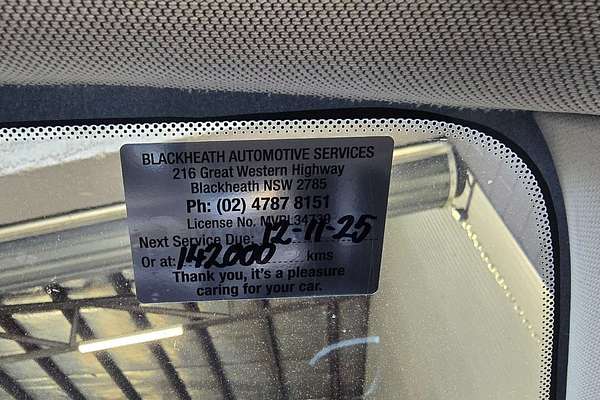 BLACKHEATH AUTOMOTIVE SERVICES
216 Great Western Highway
Blackheath NSW 2785
Ph: (02) 4787 8151
License No. MVRL34739
Next Service Due: 12-11-25
Or at: 142000 kms
Thank you, it's a pleasure
caring for your car.